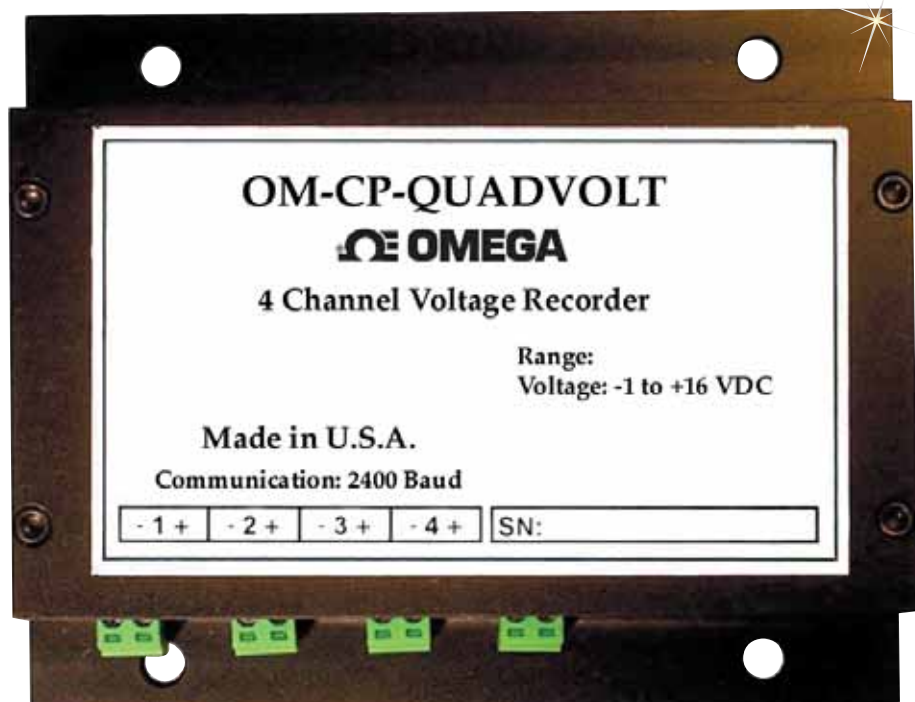 OM-CP-QUADVOLT
OMEGA
4 Channel Voltage Recorder
Range:
Voltage: -1 to +16 VDC
Made in U.S.A.
Communication: 2400 Baud
- 1 + - 2 + - 3 + - 4 + SN: